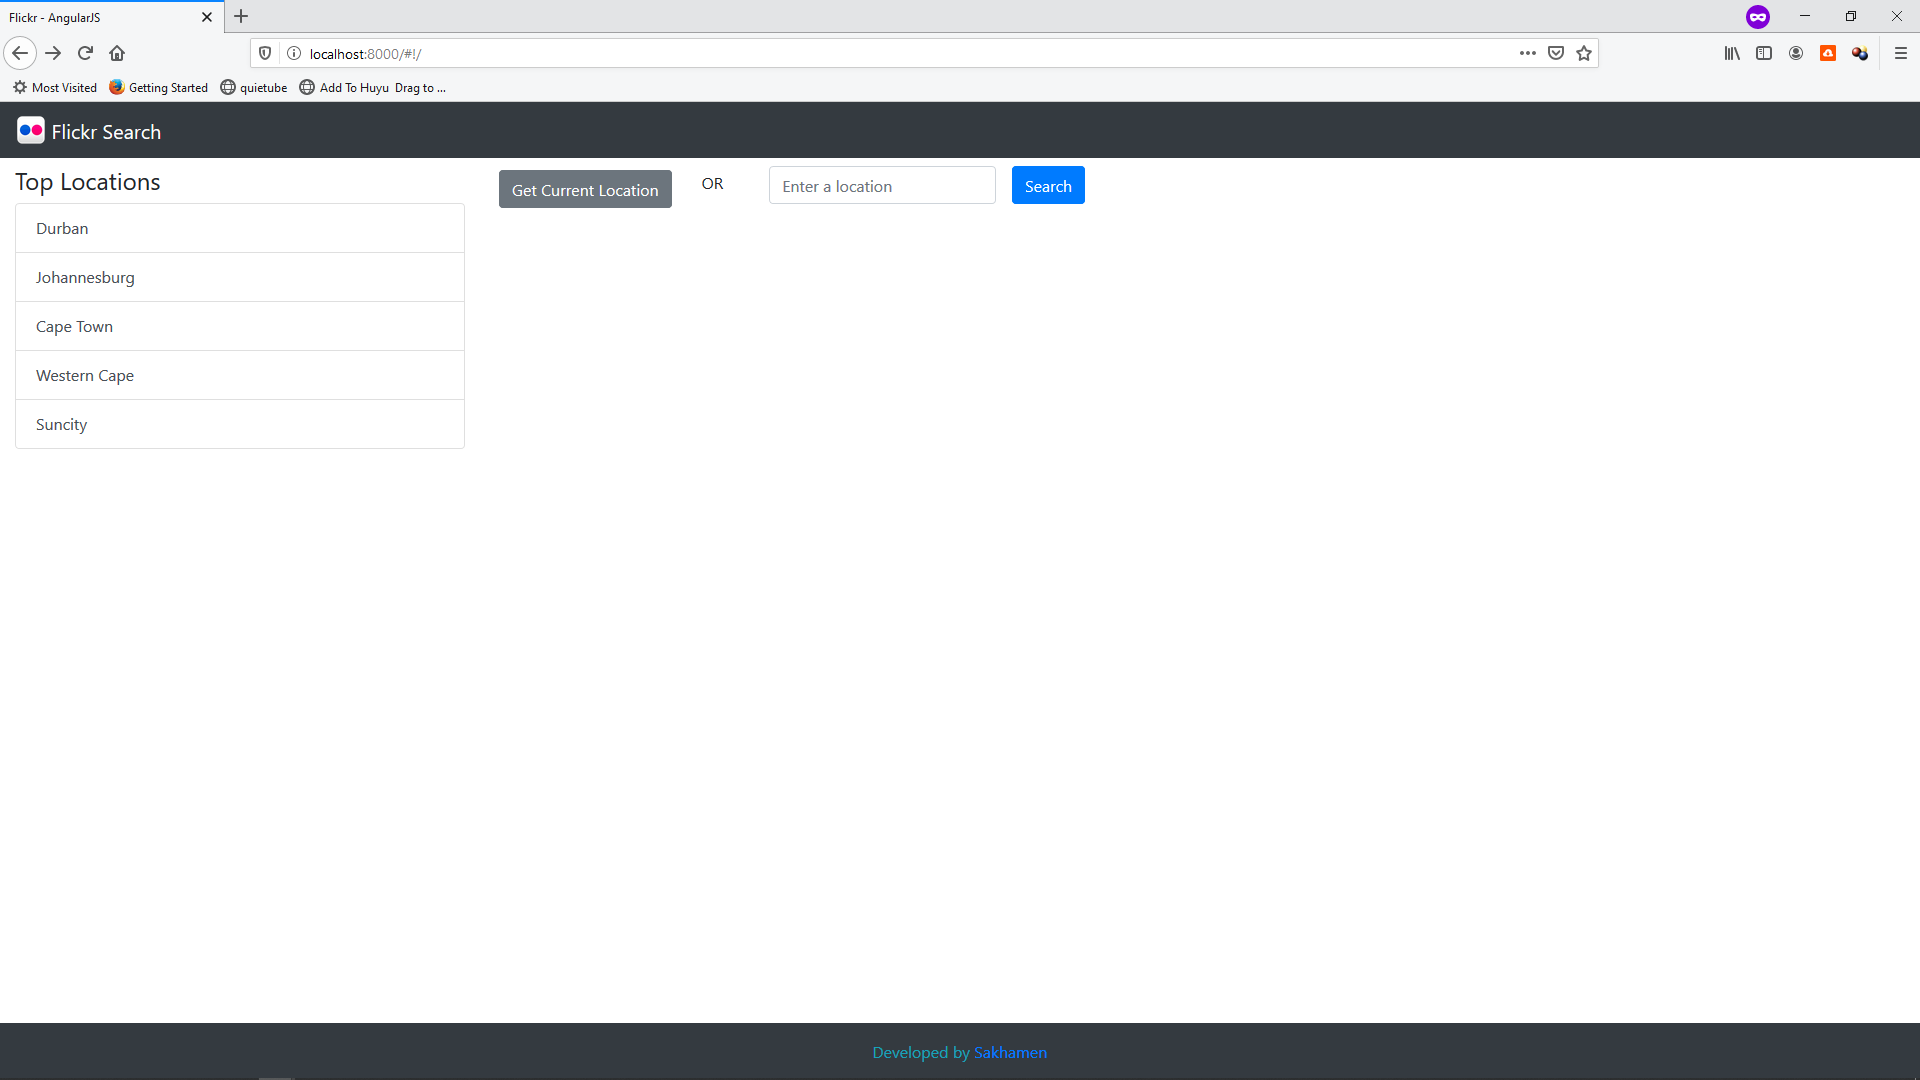 Flickr - AngularJS
localhost:8000/#!/
Most Visited Getting Started quietube Add To Huyu Drag to ...
Flickr Search
Top Locations
Get Current Location OR Enter a location Search
Durban
Johannesburg
Cape Town
Western Cape
Suncity
Developed by Sakhamen